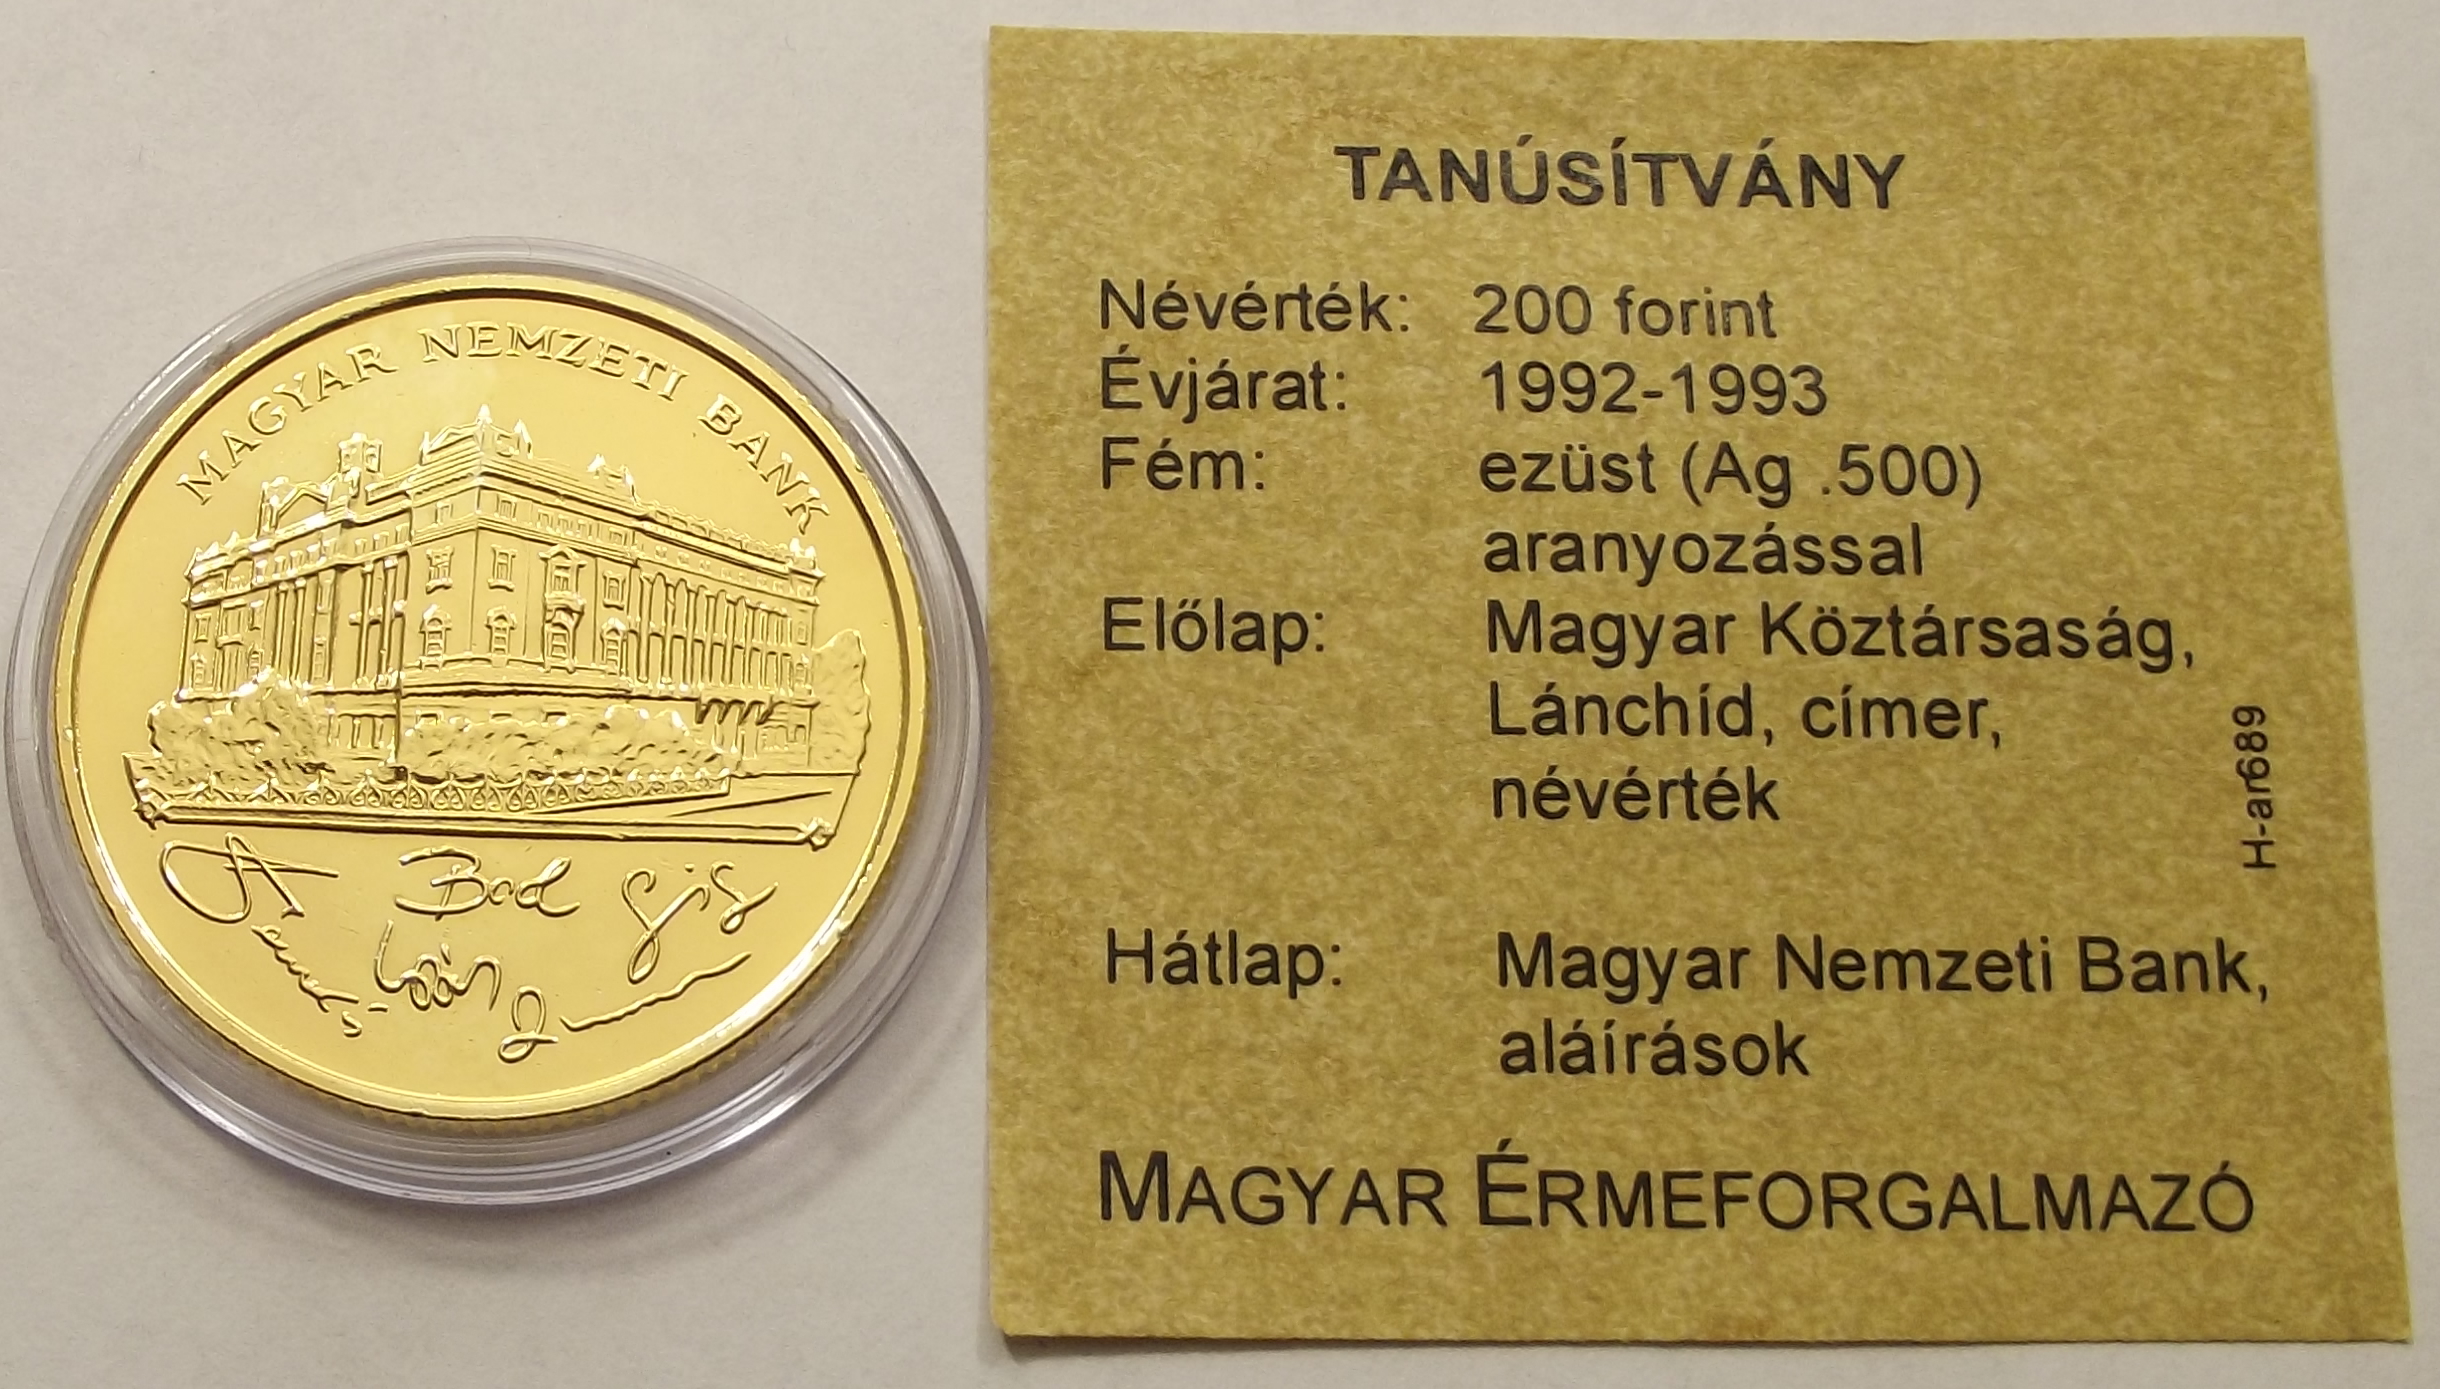 MAGYAR NEMZETI BANK
Bod
TANÚSÍTVÁNY
Névérték: 200 forint
Évjárat: 1992-1993
Fém: ezüst (Ag .500)
aranyozással
Előlap: Magyar Köztársaság,
Lánchíd, címer,
névérték
H-ar689
Hátlap: Magyar Nemzeti Bank,
aláírások
MAGYAR ÉRMEFORGALMAZÓ